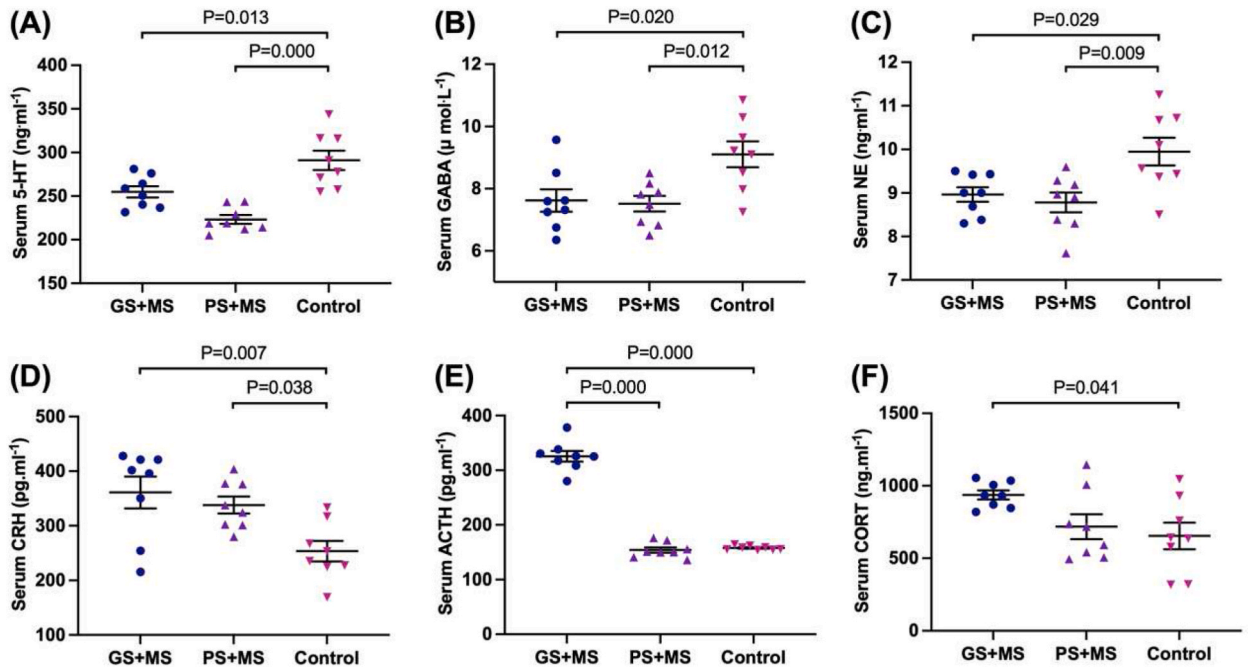 (A)
P=0.013
P=0.000
Serum 5-HT (ng·ml⁻¹)
400
350
300
250
200
150
GS+MS PS+MS Control
(B)
P=0.020
P=0.012
Serum GABA (µ mol·L⁻¹)
12
10
8
6
GS+MS PS+MS Control
(C)
P=0.029
P=0.009
Serum NE (ng·ml⁻¹)
12
11
10
9
8
7
GS+MS PS+MS Control
(D)
P=0.007
P=0.038
Serum CRH (pg.ml⁻¹)
500
400
300
200
100
GS+MS PS+MS Control
(E)
P=0.000
P=0.000
Serum ACTH (pg.ml⁻¹)
400
300
200
100
0
GS+MS PS+MS Control
(F)
P=0.041
Serum CORT (ng.ml⁻¹)
1500
1000
500
0
GS+MS PS+MS Control